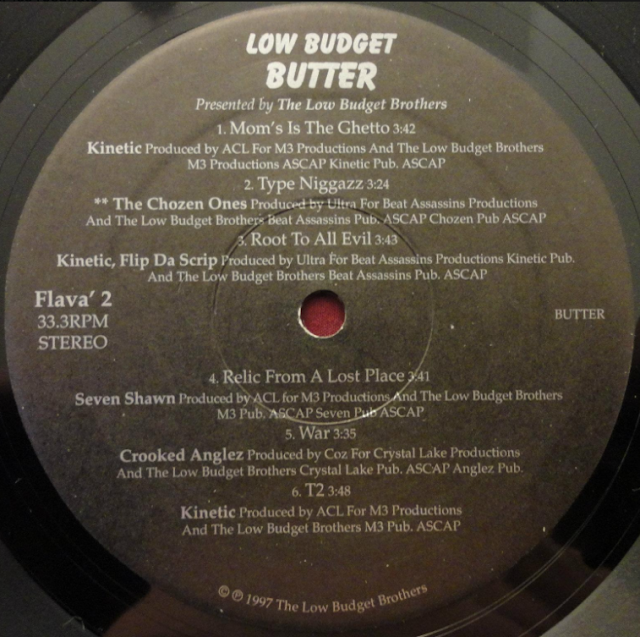 LOW BUDGET
BUTTER
Presented by The Low Budget Brothers
1. Mom's Is The Ghetto 3:42
Kinetic Produced by ACL For M3 Productions And The Low Budget Brothers
M3 Productions ASCAP Kinetic Pub. ASCAP
2. Type Niggazz 3:24
** The Chozen Ones Produced by Ultra For Beat Assassins Productions
And The Low Budget Brothers Beat Assassins Pub. ASCAP Chozen Pub ASCAP
3. Root To All Evil 3:43
Kinetic, Flip Da Scrip Produced by Ultra For Beat Assassins Productions Kinetic Pub.
And The Low Budget Brothers Beat Assassins Pub. ASCAP
Flava' 2
33.3RPM
STEREO
BUTTER
4. Relic From A Lost Place 3:41
Seven Shawn Produced by ACL for M3 Productions And The Low Budget Brothers
M3 Pub. ASCAP Seven Pub ASCAP
5. War 3:35
Crooked Anglez Produced by Coz For Crystal Lake Productions
And The Low Budget Brothers Crystal Lake Pub. ASCAP Anglez Pub.
6. T2 3:48
Kinetic Produced by ACL For M3 Productions
And The Low Budget Brothers M3 Pub. ASCAP
© ℗ 1997 The Low Budget Brothers